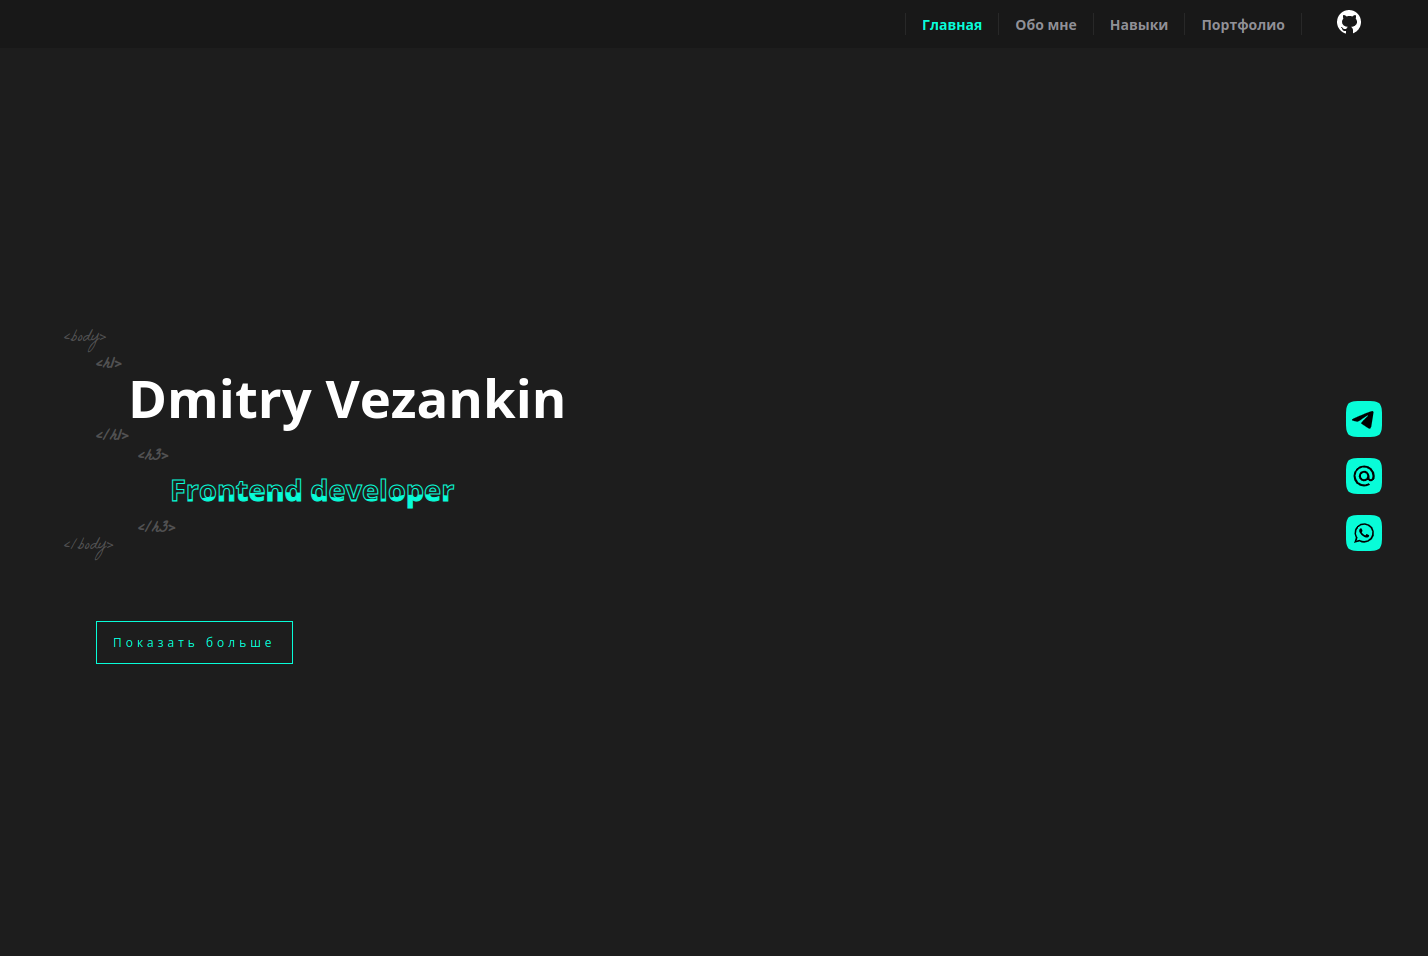 Главная Обо мне Навыки Портфолио
<body>
<h1>
Dmitry Vezankin
</h1>
<h3>
Frontend developer
</h3>
</body>
Показать больше